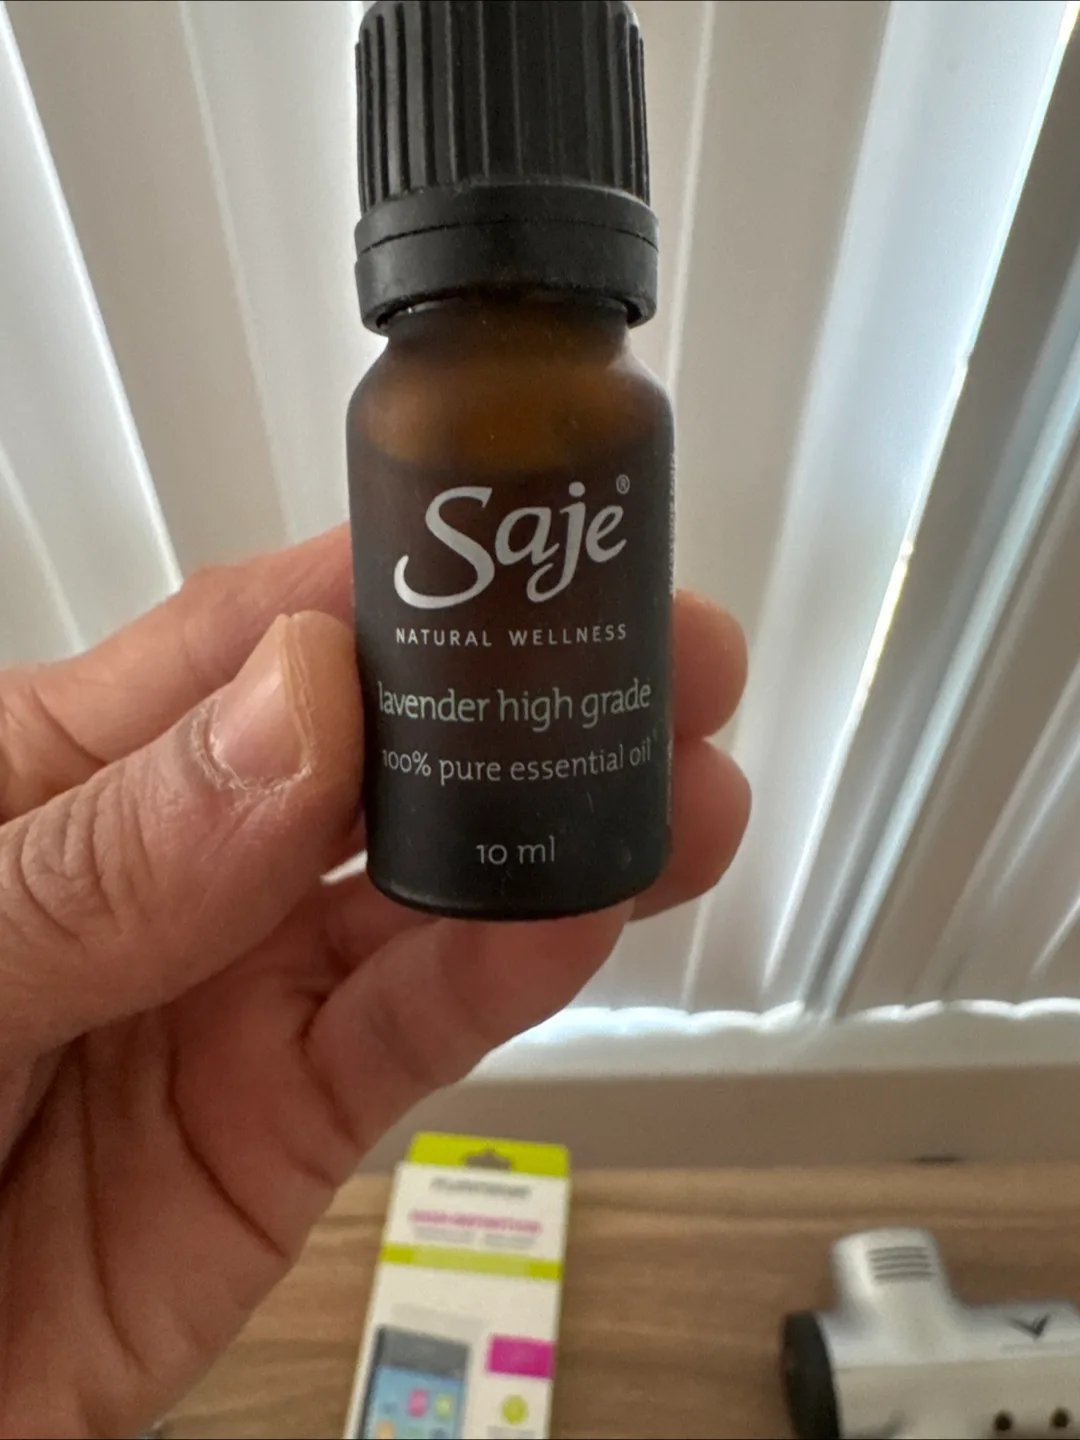 Saje®
NATURAL WELLNESS
lavender high grade
100% pure essential oil
10 ml